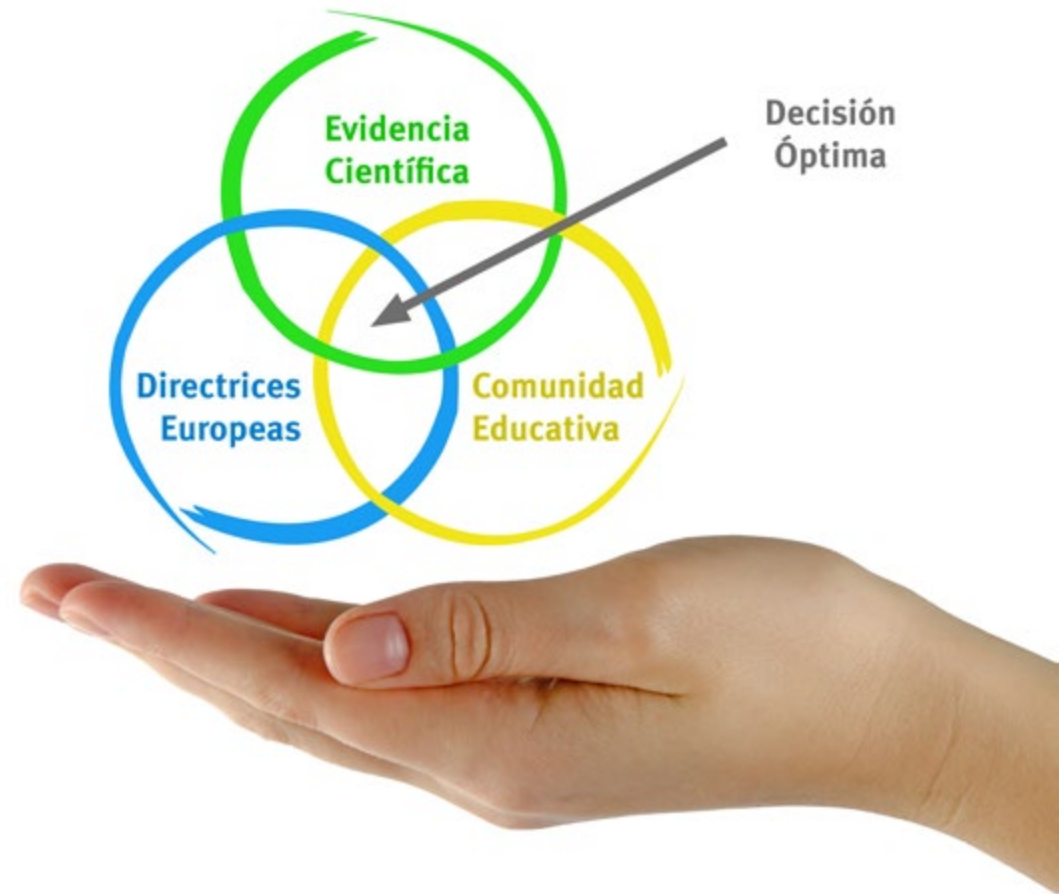 Evidencia
Científica
Decisión
Óptima
Directrices
Europeas
Comunidad
Educativa